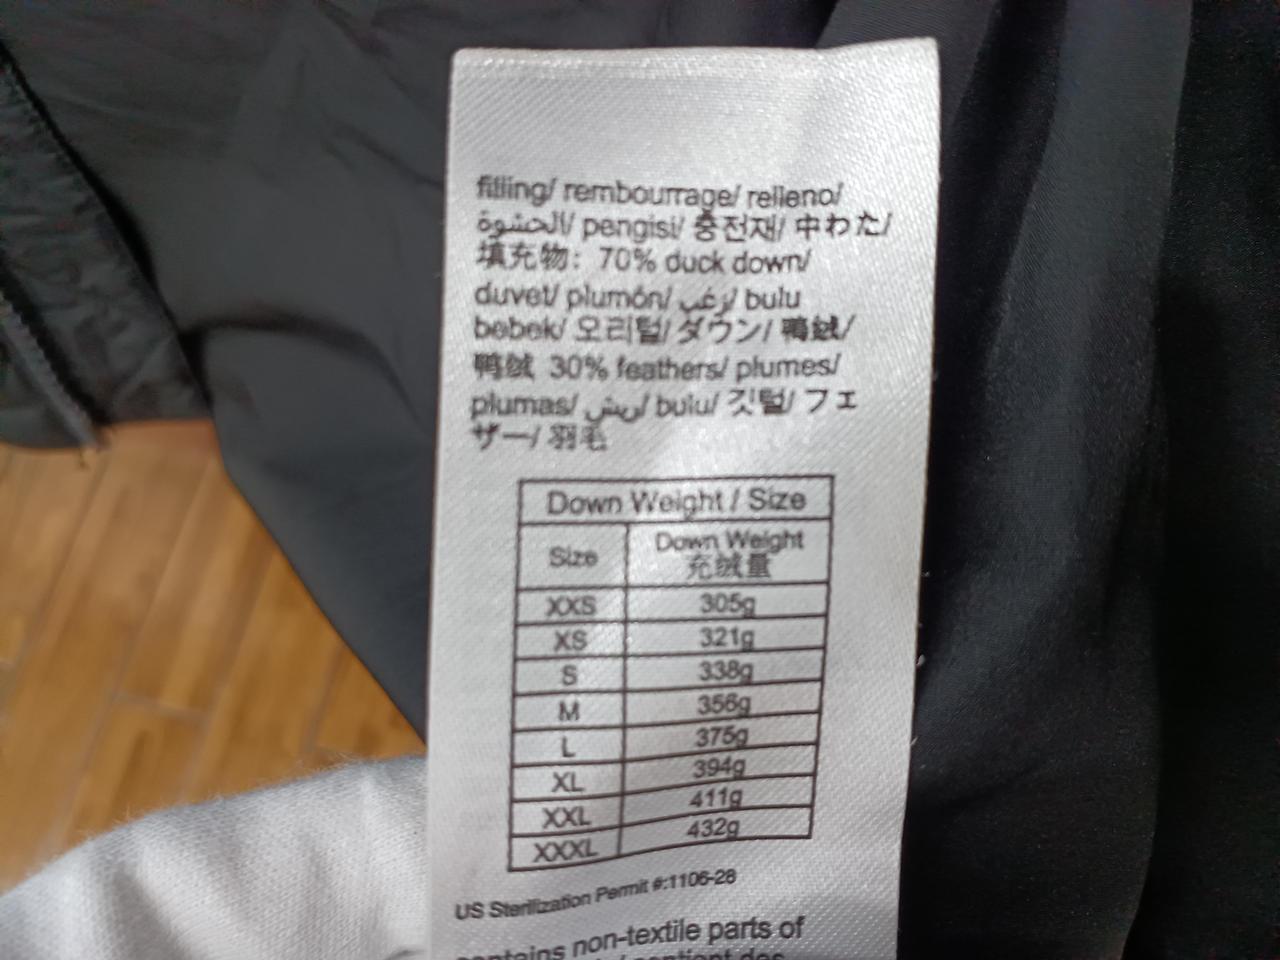 filling/ rembourrage/ relleno/
الحشوة/ pengisi/ 충전재/ 中わた/
填充物: 70% duck down/
duvet/ plumón/ زغب/ bulu
bebek/ 오리털/ ダウン/ 鴨絨/
鸭绒 30% feathers/ plumes/
plumas/ ريش/ bulu/ 깃털/ フェ
ザー/ 羽毛
Down Weight / Size
Size Down Weight
充绒量
XXS 305g
XS 321g
S 338g
M 356g
L 375g
XL 394g
XXL 411g
XXXL 432g
US Sterilization Permit #:1106-28
contains non-textile parts of
contient des